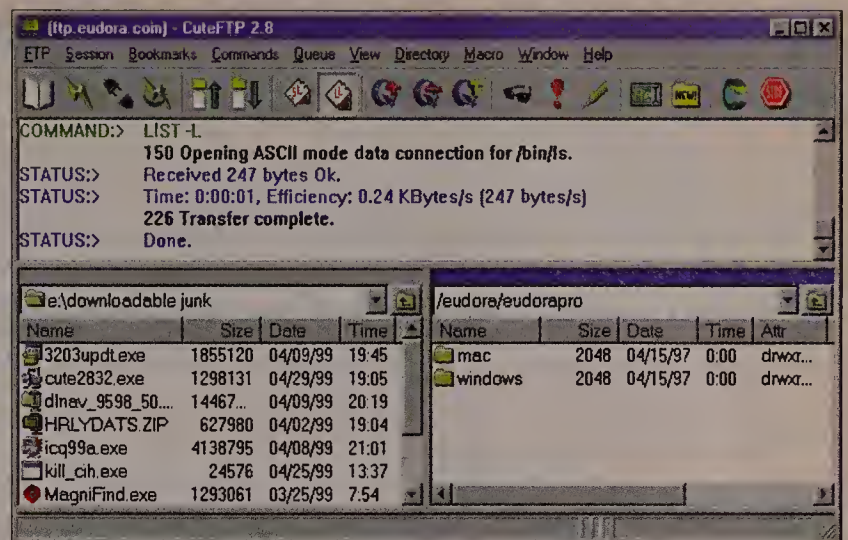 (ftp.eudora.com) - CuteFTP 2.8
FTP Session Bookmarks Commands Queue View Directory Macro Window Help
NEW! STOP
COMMAND:> LIST -L
150 Opening ASCII mode data connection for /bin/ls.
STATUS:> Received 247 bytes Ok.
STATUS:> Time: 0:00:01, Efficiency: 0.24 KBytes/s (247 bytes/s)
226 Transfer complete.
STATUS:> Done.
e:\downloadable junk
Name Size Date Time
3203updt.exe 1855120 04/09/99 19:45
cute2832.exe 1298131 04/29/99 19:05
dlnav_9598_50.... 14467... 04/09/99 20:19
HRLYDATS.ZIP 627980 04/02/99 19:04
icq99a.exe 4138795 04/08/99 21:01
kill_cih.exe 24576 04/25/99 13:37
MagniFind.exe 1293061 03/25/99 7:54
/eudora/eudorapro
Name Size Date Time Attr
mac 2048 04/15/97 0:00 drwxr...
windows 2048 04/15/97 0:00 drwxr...